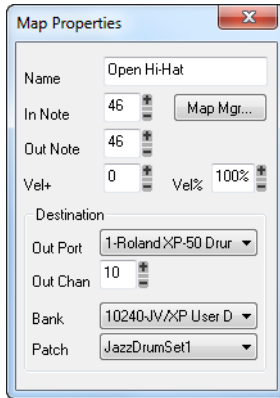 Map Properties
Name Open Hi-Hat
In Note 46 Map Mgr...
Out Note 46
Vel+ 0 Vel% 100%
Destination
Out Port 1-Roland XP-50 Drur
Out Chan 10
Bank 10240-JV/XP User D
Patch JazzDrumSet1